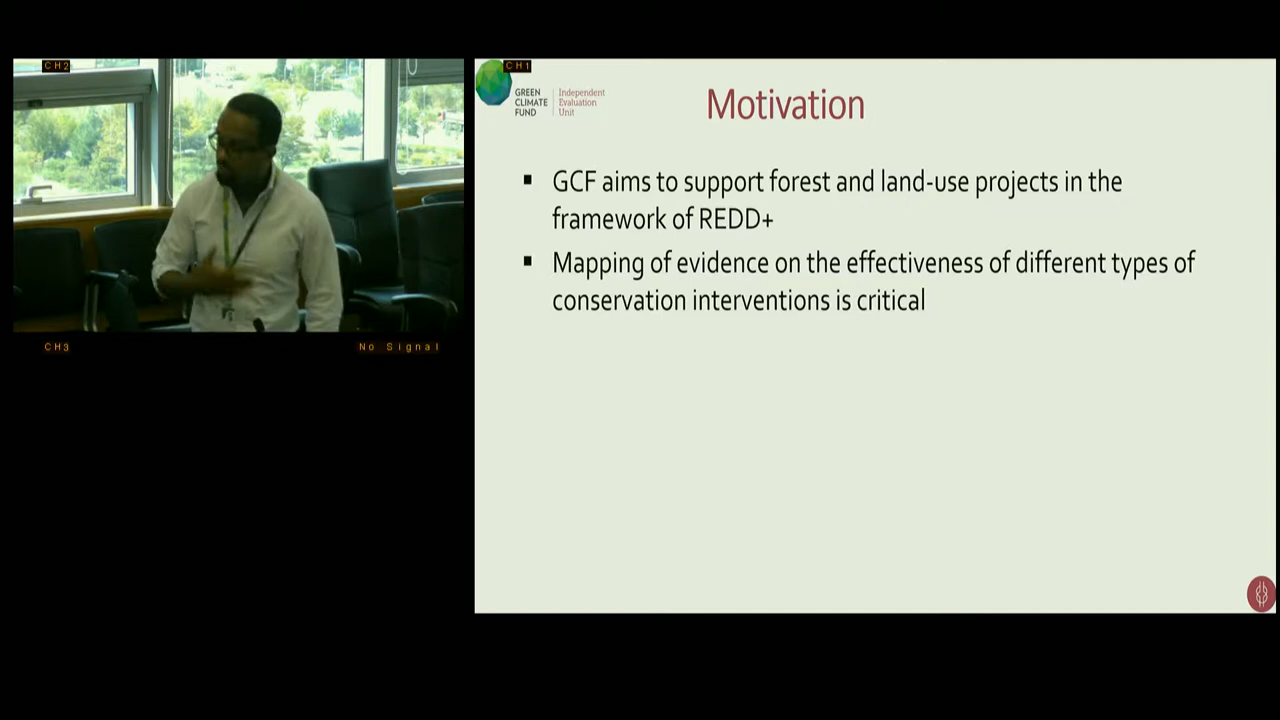 CH2
CH1
GREEN
CLIMATE
FUND
Independent
Evaluation
Unit
Motivation
▪ GCF aims to support forest and land-use projects in the
framework of REDD+
▪ Mapping of evidence on the effectiveness of different types of
conservation interventions is critical
CH3
No Signal